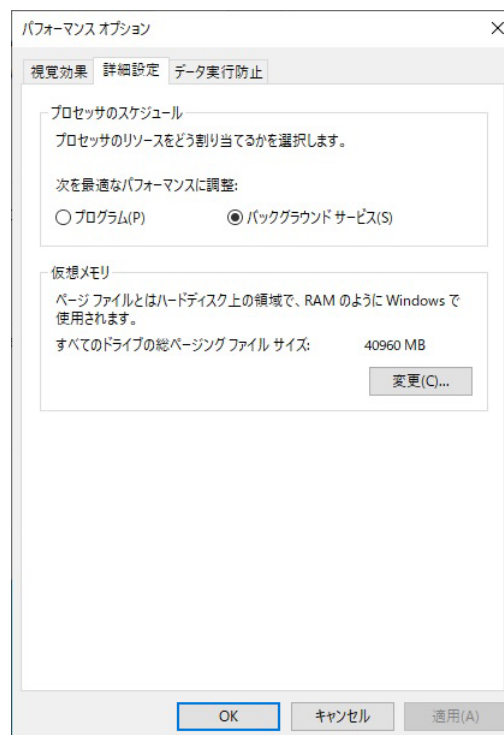 パフォーマンス オプション
視覚効果 詳細設定 データ実行防止
プロセッサのスケジュール
プロセッサのリソースをどう割り当てるかを選択します。
次を最適なパフォーマンスに調整:
プログラム(P) バックグラウンド サービス(S)
仮想メモリ
ページ ファイルとはハードディスク上の領域で、RAM のように Windows で
使用されます。
すべてのドライブの総ページング ファイル サイズ: 40960 MB
変更(C)...
OK キャンセル 適用(A)